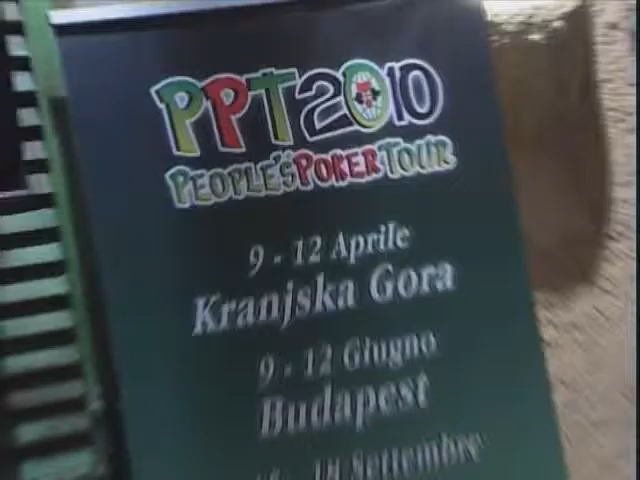 PPT2010
PEOPLE'S POKER TOUR
9 - 12 Aprile
Kranjska Gora
9 - 12 Giugno
Budapest
Settembre